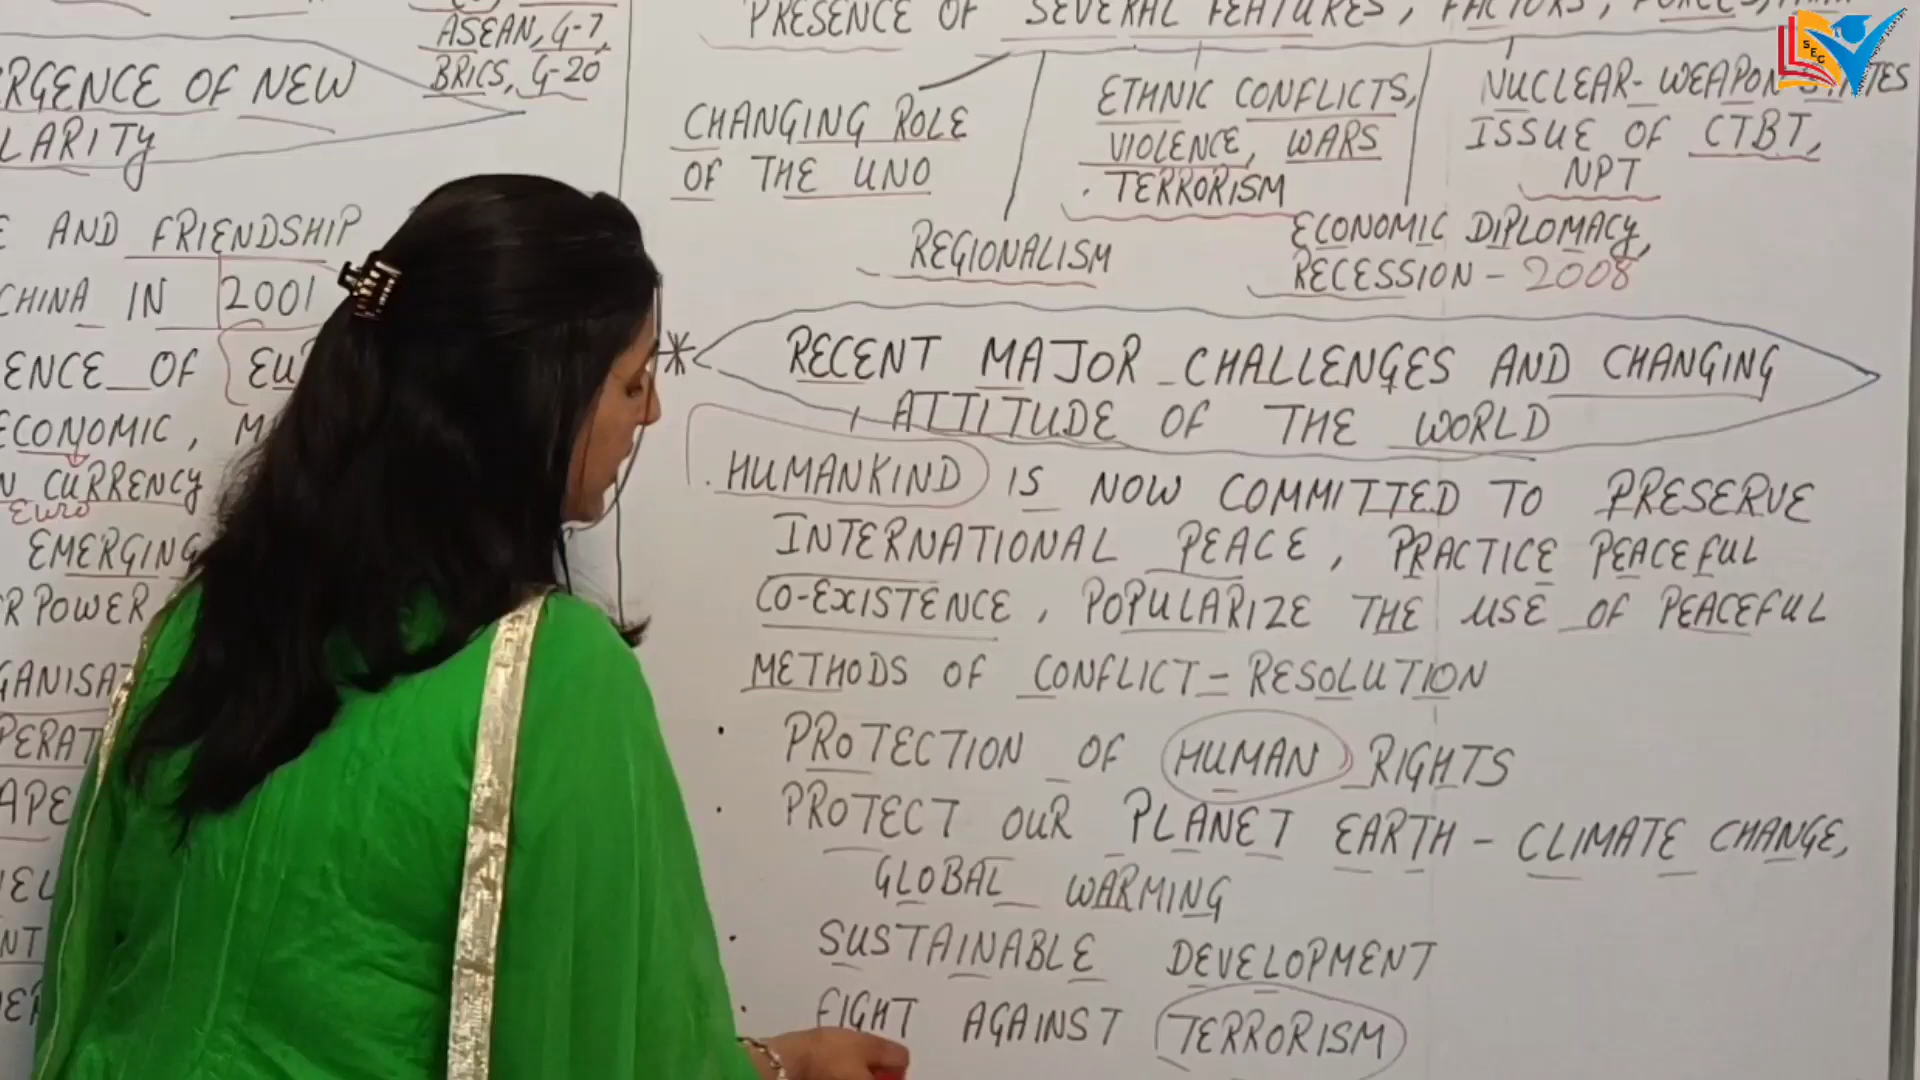 ASEAN, G-7,
BRICS, G-20
RGENCE OF NEW
LARITY
E AND FRIENDSHIP
CHINA IN 2001
ENCE OF
ECONOMIC,
N CURRENCY
Euro
EMERGING
R POWER
GANISA
PERAT
APE
VEL
NT
PRESENCE OF SEVERAL FEATURES, FACTORS, FORCES,
CHANGING ROLE
OF THE UNO
REGIONALISM
ETHNIC CONFLICTS,
VIOLENCE, WARS
. TERRORISM
NUCLEAR-WEAPON STATES
ISSUE OF CTBT,
NPT
ECONOMIC DIPLOMACY,
RECESSION - 2008
SEC
* RECENT MAJOR CHALLENGES AND CHANGING
ATTITUDE OF THE WORLD
. HUMANKIND IS NOW COMMITTED TO PRESERVE
INTERNATIONAL PEACE, PRACTICE PEACEFUL
CO-EXISTENCE, POPULARIZE THE USE OF PEACEFUL
METHODS OF CONFLICT-RESOLUTION
. PROTECTION OF HUMAN RIGHTS
. PROTECT OUR PLANET EARTH - CLIMATE CHANGE,
GLOBAL WARMING
. SUSTAINABLE DEVELOPMENT
. FIGHT AGAINST TERRORISM